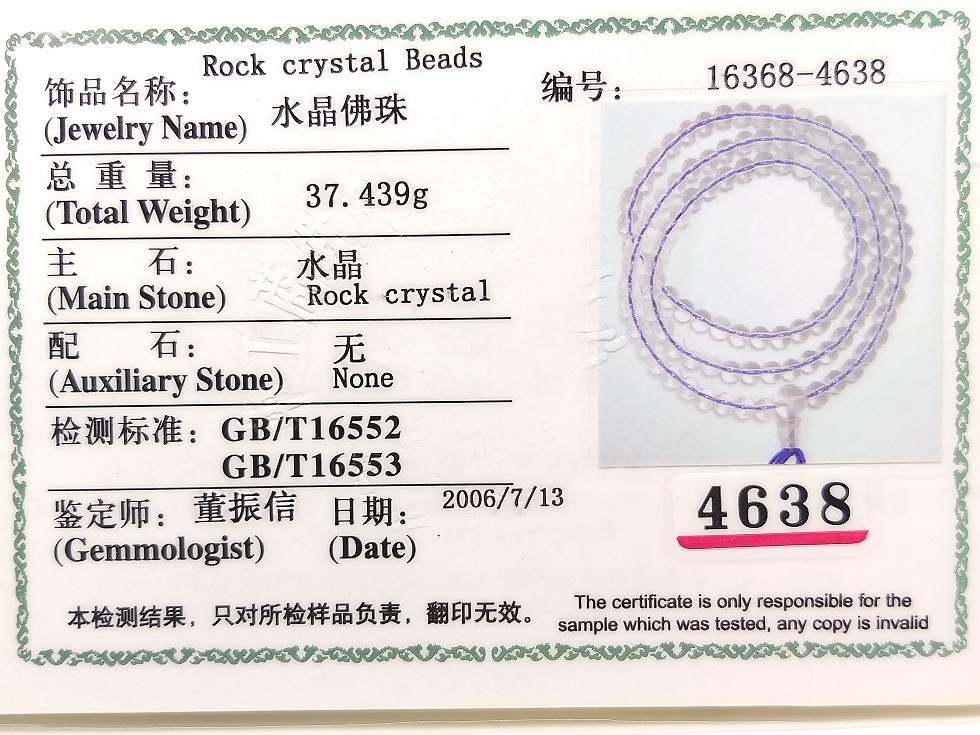 Rock crystal Beads
饰品名称:
(Jewelry Name) 水晶佛珠
编号: 16368-4638
总 重 量:
(Total Weight) 37.439g
主 石: 水晶
(Main Stone) Rock crystal
配 石: 无
(Auxiliary Stone) None
检测标准: GB/T16552
GB/T16553
鉴定师: 董振信 日期: 2006/7/13
(Gemmologist) (Date)
4638
本检测结果，只对所检样品负责，翻印无效。
The certificate is only responsible for the
sample which was tested, any copy is invalid